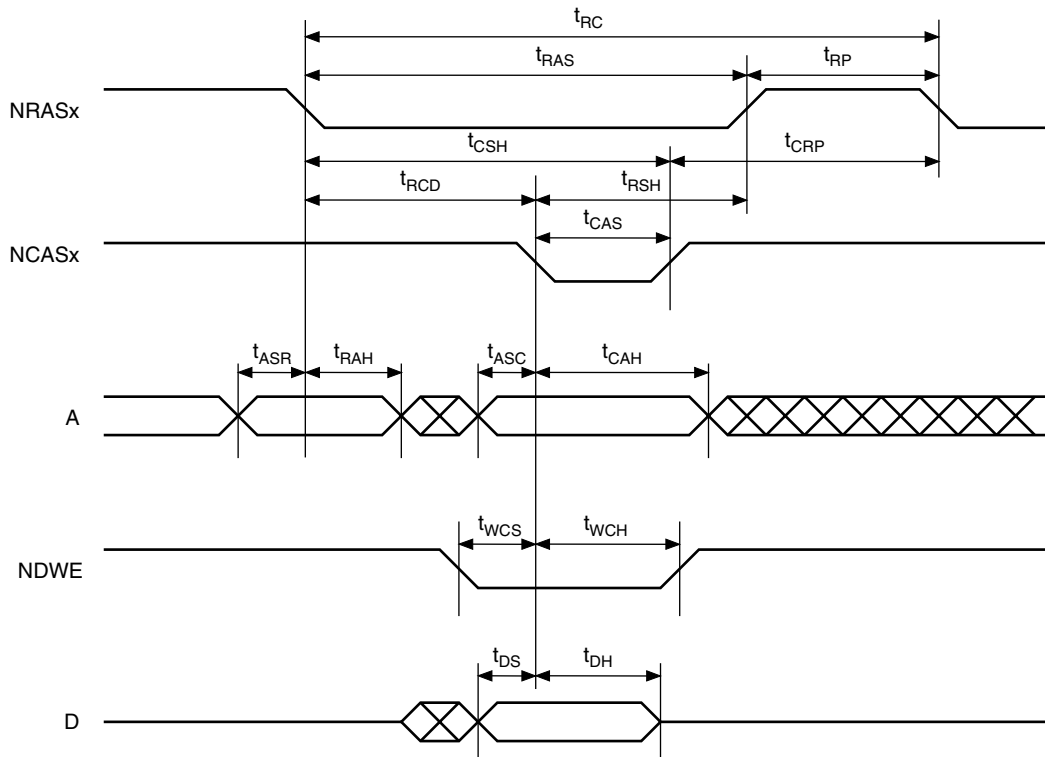 tRC
tRAS
tRP
NRASx
tCSH
tCRP
tRCD
tRSH
tCAS
NCASx
tASR
tRAH
tASC
tCAH
A
tWCS
tWCH
NDWE
tDS
tDH
D